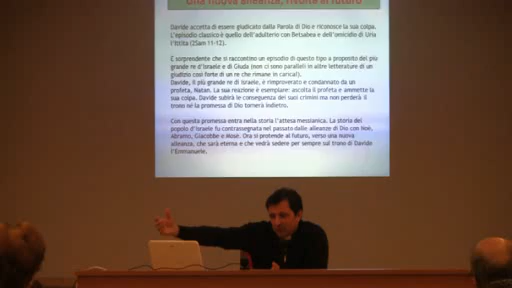 Una nuova alleanza, rivolta al futuro
Davide accetta di essere giudicato dalla Parola di Dio e riconosce la sua colpa.
L'episodio classico è quello dell'adulterio con Betsabea e dell'omicidio di Uria
l'Ittita (2Sam 11-12).
È sorprendente che si racconti un episodio di questo tipo a proposito del più
grande re d'Israele e di Giuda (non ci sono paralleli in altre letterature di un
giudizio così forte di un re che rimane in carica!).
Davide, il più grande re di Israele, è rimproverato e condannato da un
profeta, Natan. La sua reazione è esemplare: ascolta il profeta e ammette la
sua colpa. Davide subirà le conseguenze dei suoi crimini ma non perderà il
trono né la promessa di Dio tornerà indietro.
Con questa promessa entra nella storia l'attesa messianica. La storia del
popolo d'Israele fu contrassegnata nel passato dalle alleanze di Dio con Noè,
Abramo, Giacobbe e Mosè. Ora si protende al futuro, verso una nuova
alleanza, che sarà eterna e che vedrà sedere per sempre sul trono di Davide
l'Emmanuele.